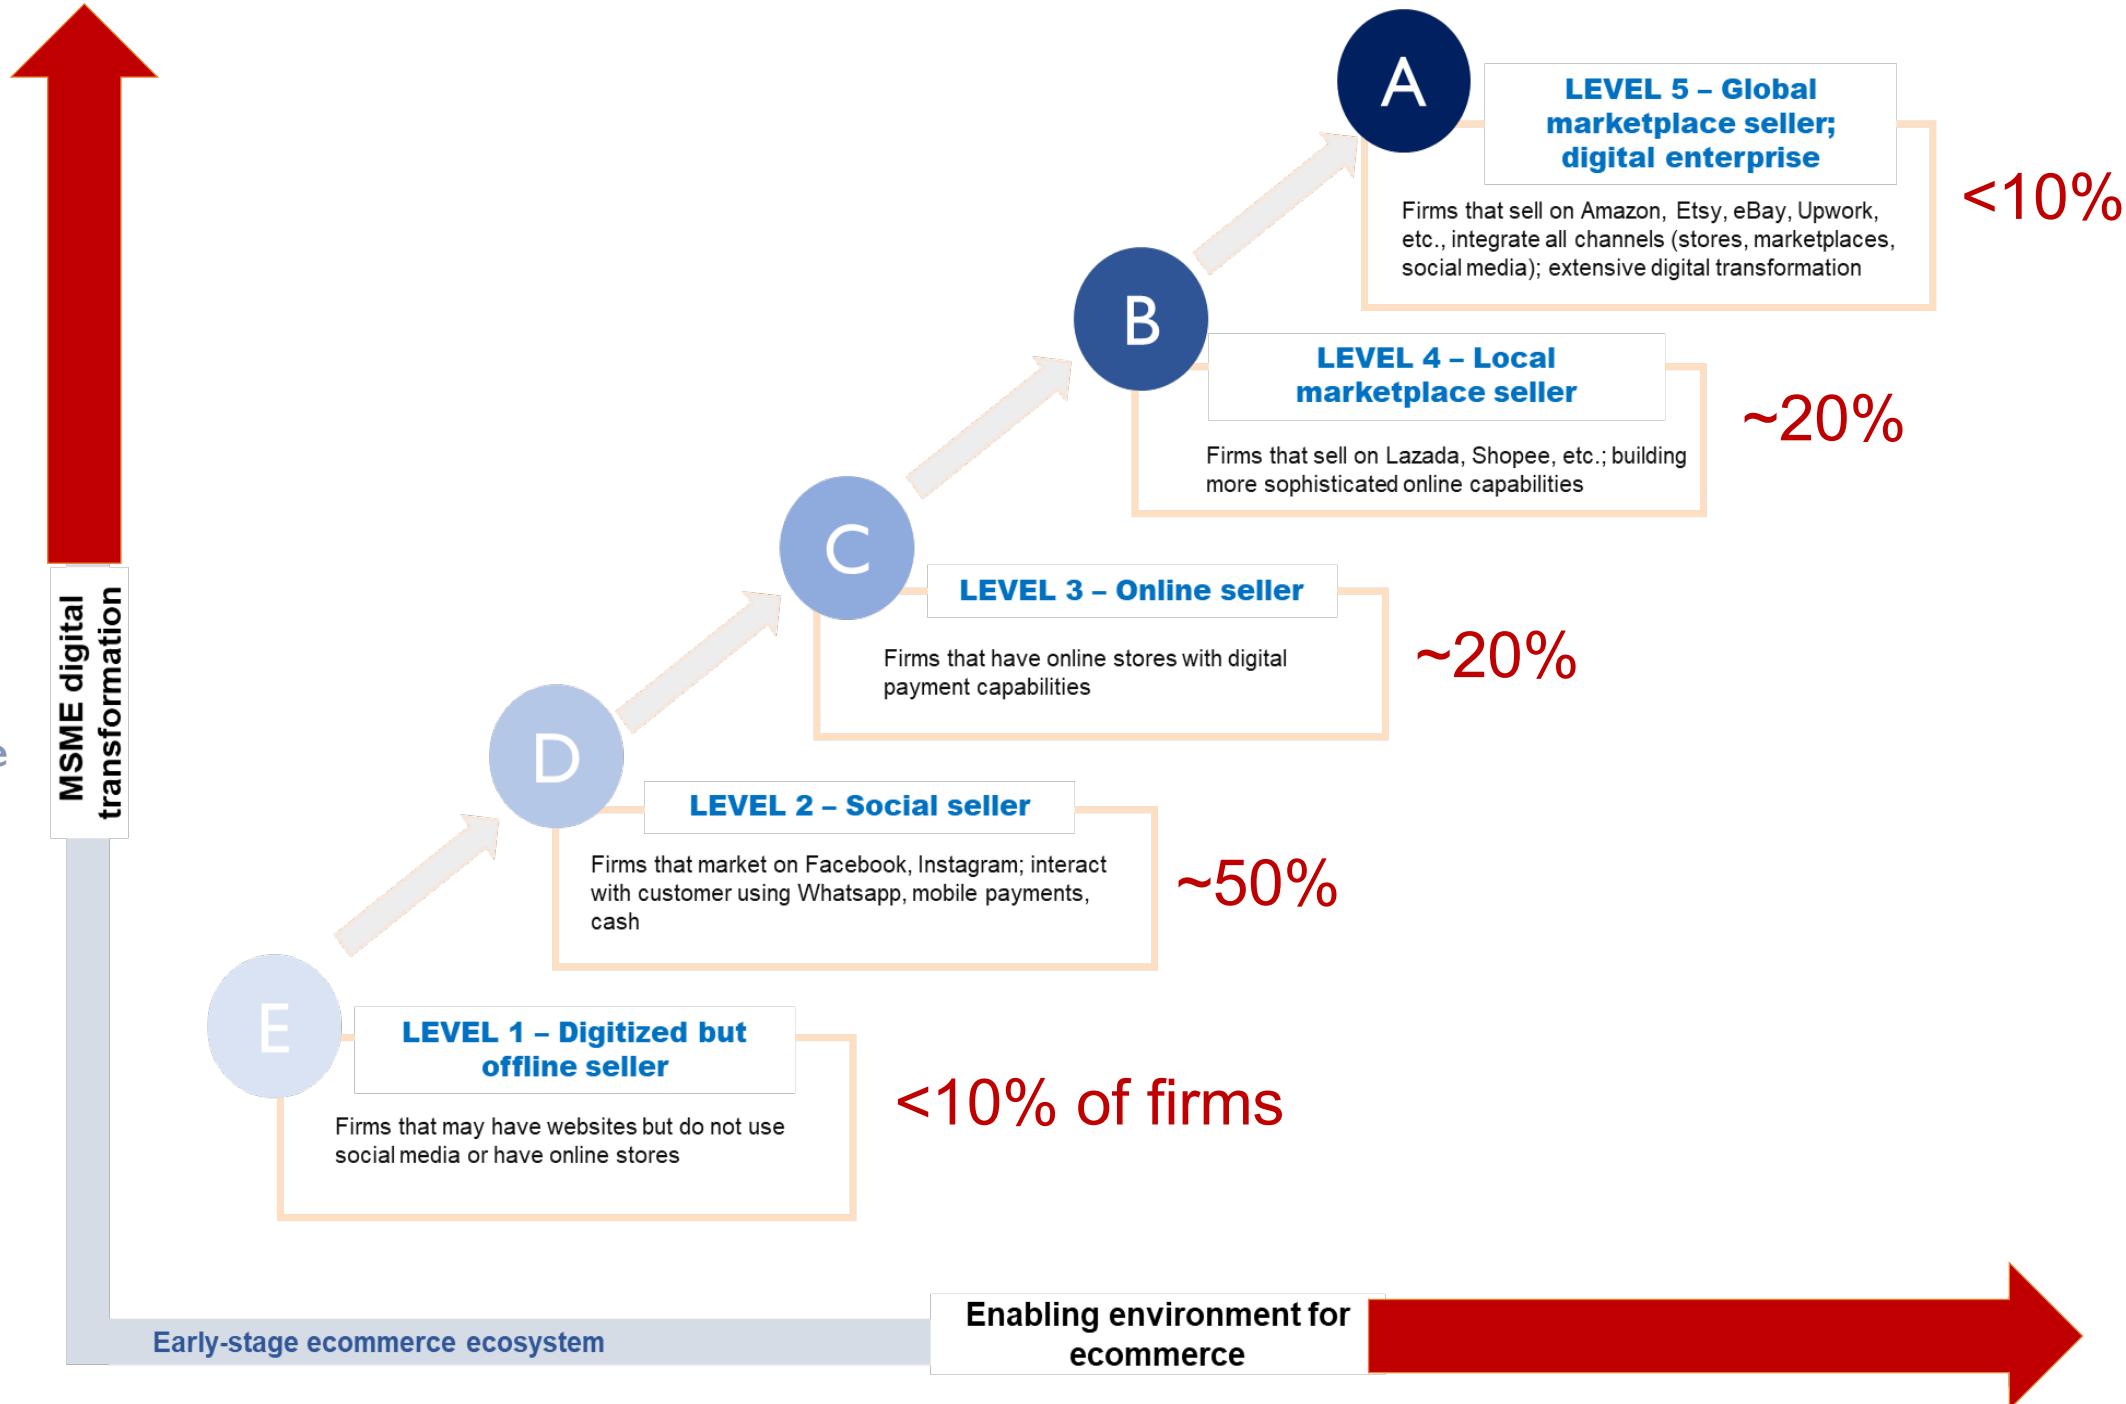 A
LEVEL 5 – Global
marketplace seller;
digital enterprise
<10%
Firms that sell on Amazon, Etsy, eBay, Upwork,
etc., integrate all channels (stores, marketplaces,
social media); extensive digital transformation
B
LEVEL 4 – Local
marketplace seller
~20%
Firms that sell on Lazada, Shopee, etc.; building
more sophisticated online capabilities
C
LEVEL 3 – Online seller
~20%
Firms that have online stores with digital
payment capabilities
D
LEVEL 2 – Social seller
~50%
Firms that market on Facebook, Instagram; interact
with customer using Whatsapp, mobile payments,
cash
E
LEVEL 1 – Digitized but
offline seller
<10% of firms
Firms that may have websites but do not use
social media or have online stores
MSME digital
transformation
e
Early-stage ecommerce ecosystem
Enabling environment for
ecommerce